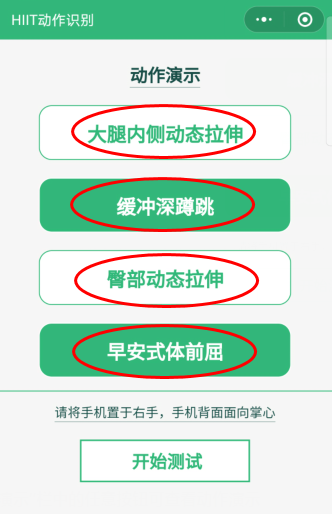 HIIT动作识别
动作演示
大腿内侧动态拉伸
缓冲深蹲跳
臀部动态拉伸
早安式体前屈
请将手机置于右手，手机背面面向掌心
开始测试